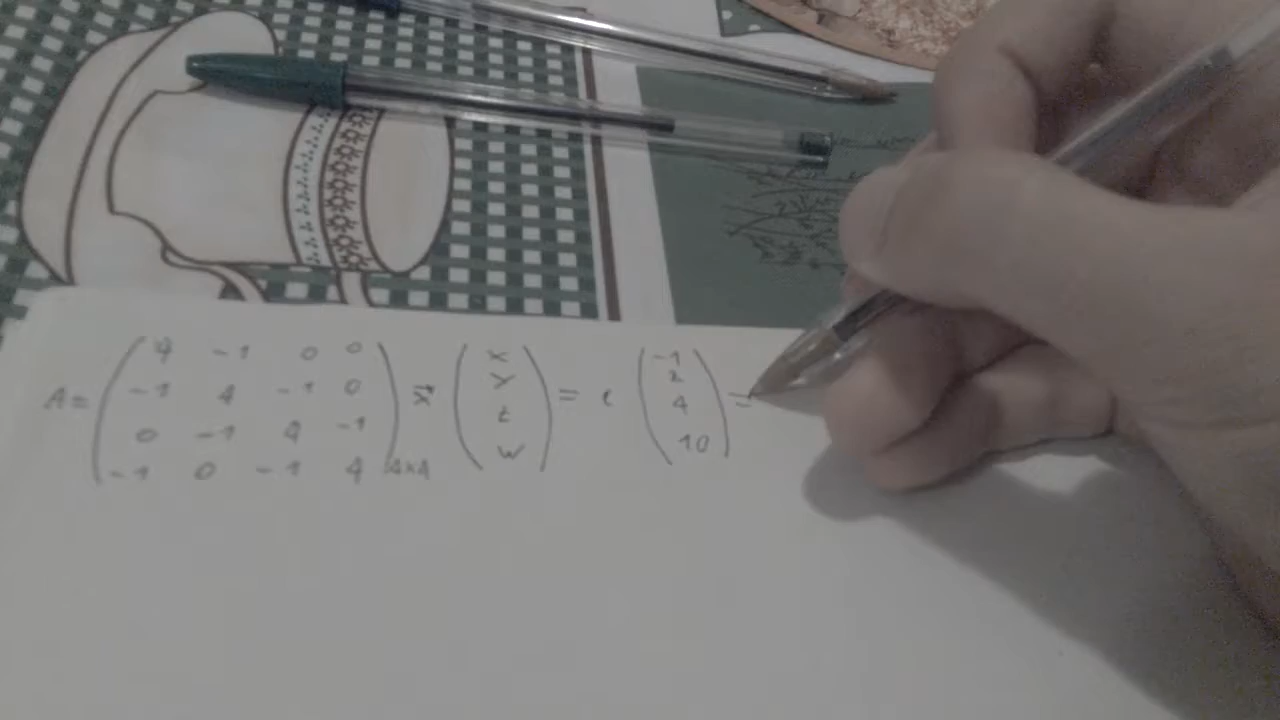 4 -1 0 0 x -1
-1 4 -1 0 y 2
A= x⃗ = c =
0 -1 4 -1 t 4
-1 0 -1 4 4x4 w 10